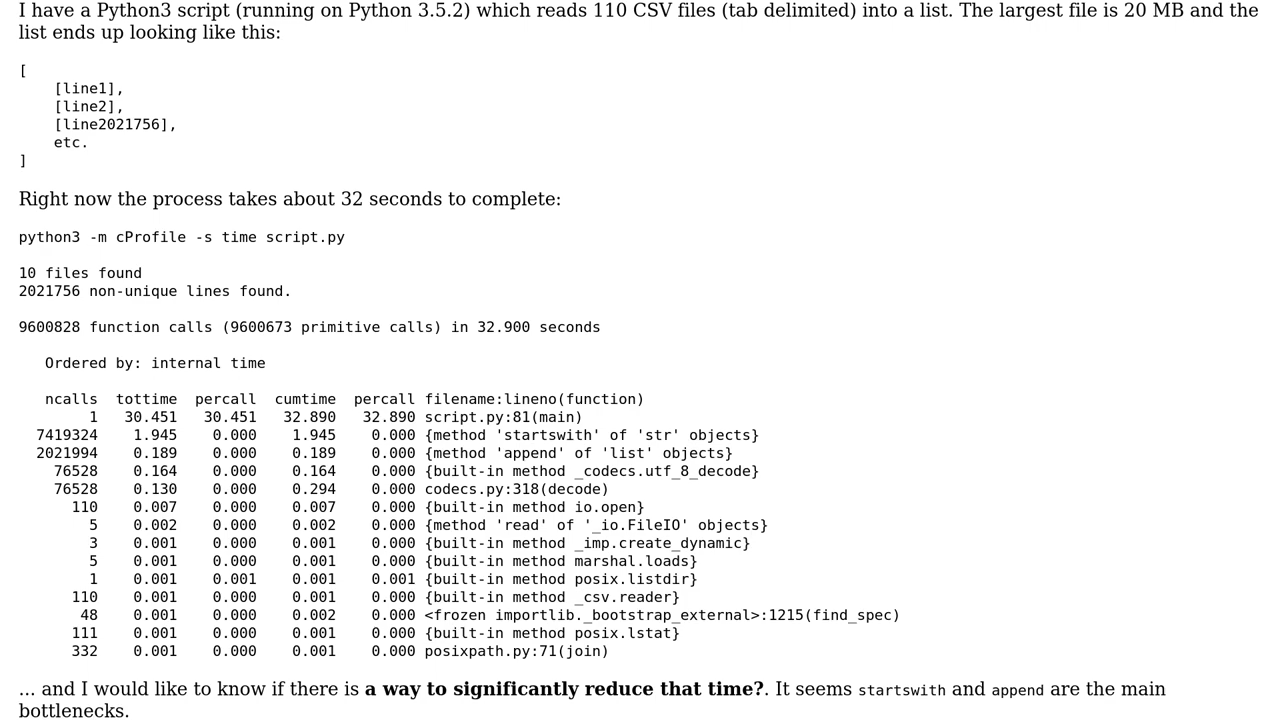 I have a Python3 script (running on Python 3.5.2) which reads 110 CSV files (tab delimited) into a list. The largest file is 20 MB and the
list ends up looking like this:
[
    [line1],
    [line2],
    [line2021756],
    etc.
]
Right now the process takes about 32 seconds to complete:
python3 -m cProfile -s time script.py
10 files found
2021756 non-unique lines found.
9600828 function calls (9600673 primitive calls) in 32.900 seconds
   Ordered by: internal time
   ncalls  tottime  percall  cumtime  percall filename:lineno(function)
        1   30.451   30.451   32.890   32.890 script.py:81(main)
  7419324    1.945    0.000    1.945    0.000 {method 'startswith' of 'str' objects}
  2021994    0.189    0.000    0.189    0.000 {method 'append' of 'list' objects}
    76528    0.164    0.000    0.164    0.000 {built-in method _codecs.utf_8_decode}
    76528    0.130    0.000    0.294    0.000 codecs.py:318(decode)
      110    0.007    0.000    0.007    0.000 {built-in method io.open}
        5    0.002    0.000    0.002    0.000 {method 'read' of '_io.FileIO' objects}
        3    0.001    0.000    0.001    0.000 {built-in method _imp.create_dynamic}
        5    0.001    0.000    0.001    0.000 {built-in method marshal.loads}
        1    0.001    0.001    0.001    0.001 {built-in method posix.listdir}
      110    0.001    0.000    0.001    0.000 {built-in method _csv.reader}
       48    0.001    0.000    0.002    0.000 <frozen importlib._bootstrap_external>:1215(find_spec)
      111    0.001    0.000    0.001    0.000 {built-in method posix.lstat}
      332    0.001    0.000    0.001    0.000 posixpath.py:71(join)
... and I would like to know if there is a way to significantly reduce that time?. It seems startswith and append are the main
bottlenecks.